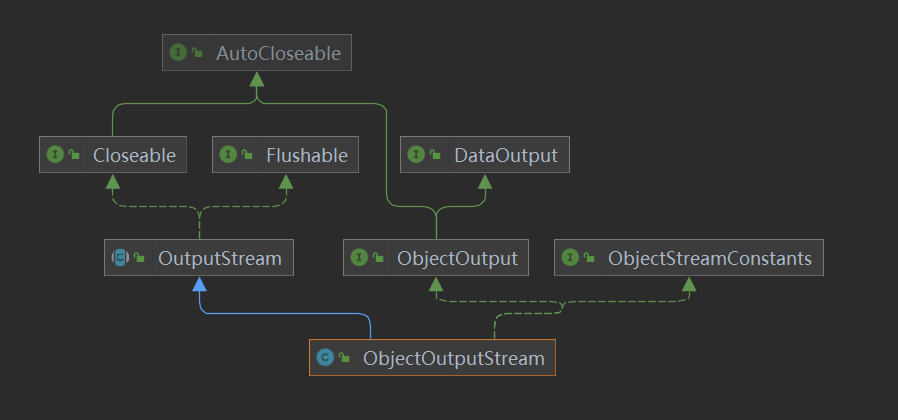 AutoCloseable
Closeable
Flushable
DataOutput
OutputStream
ObjectOutput
ObjectStreamConstants
ObjectOutputStream